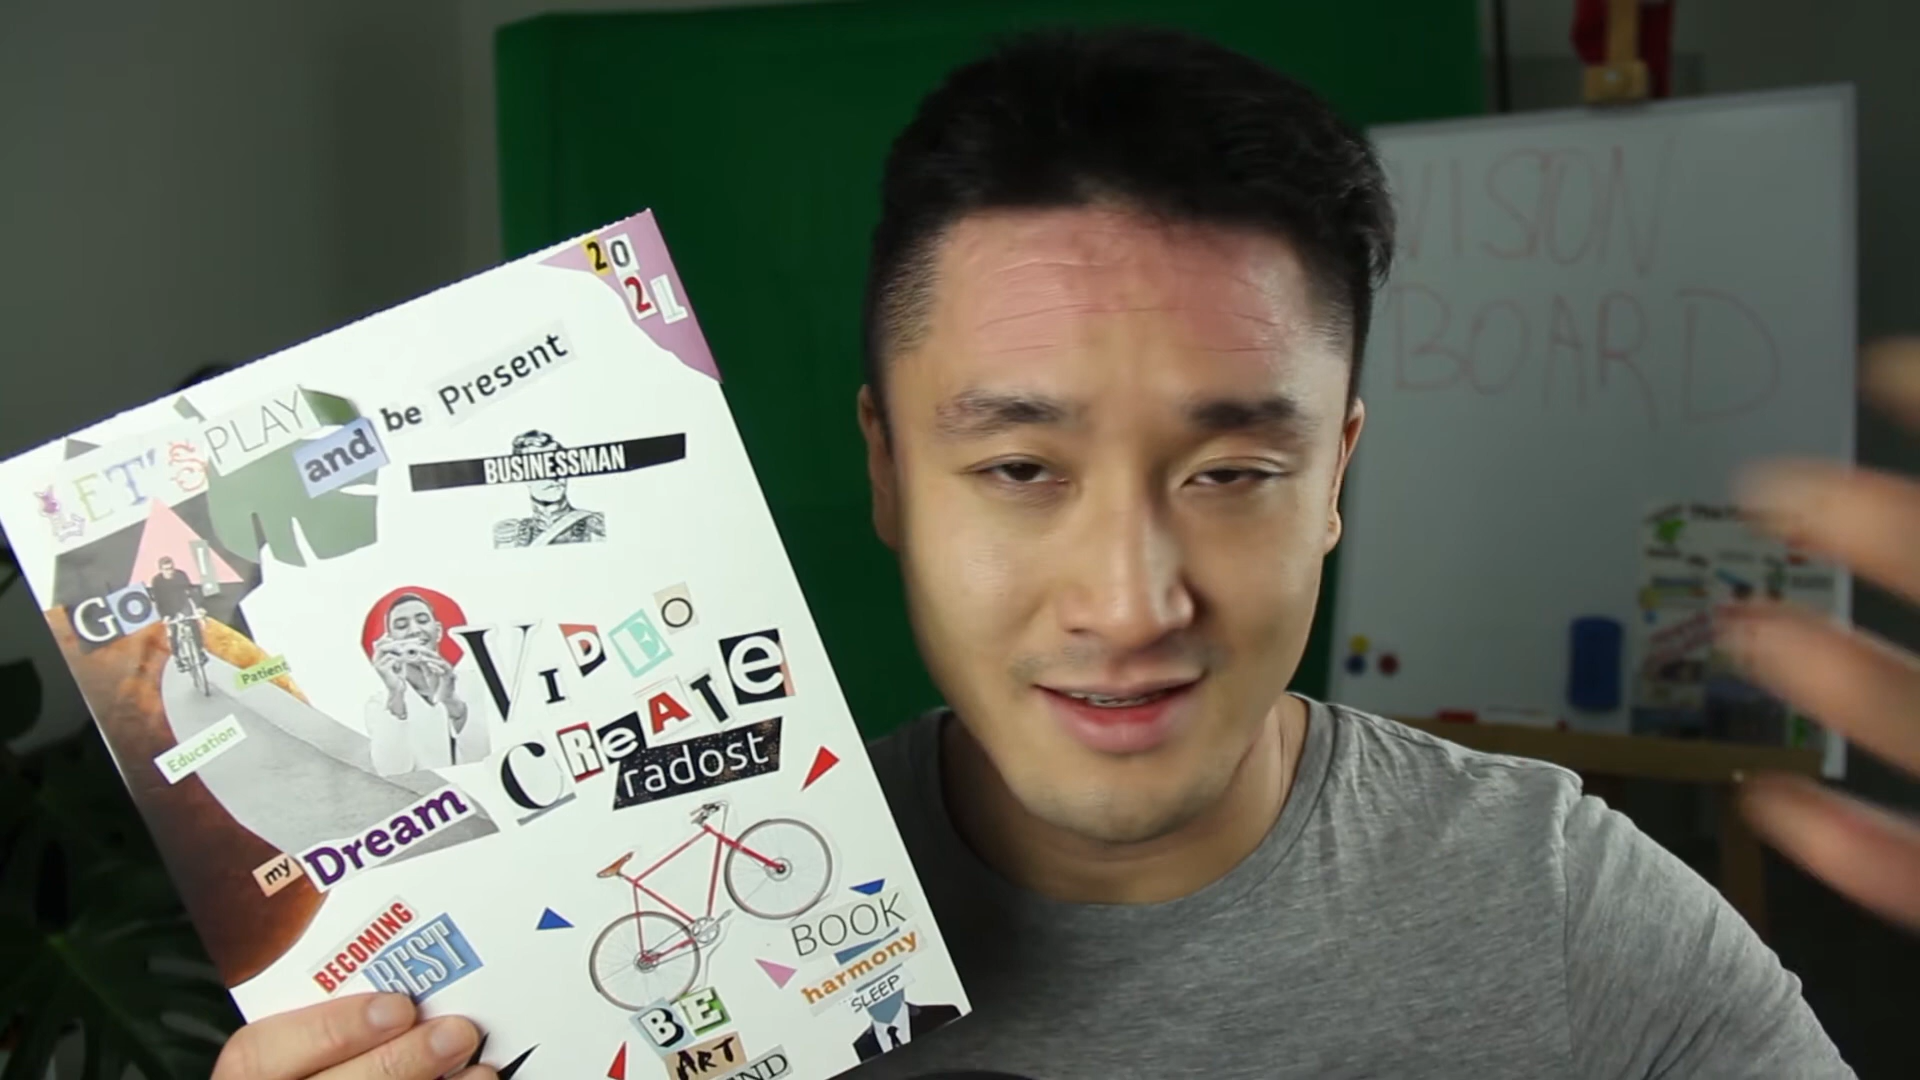 2021
LET'S PLAY and be Present
BUSINESSMAN
GO!
Patient
VIDEO
CReATe
radost
Education
my Dream
BECOMING
BEST
BOOK
harmony
SLEEP
BE
ART
VISION
BOARD